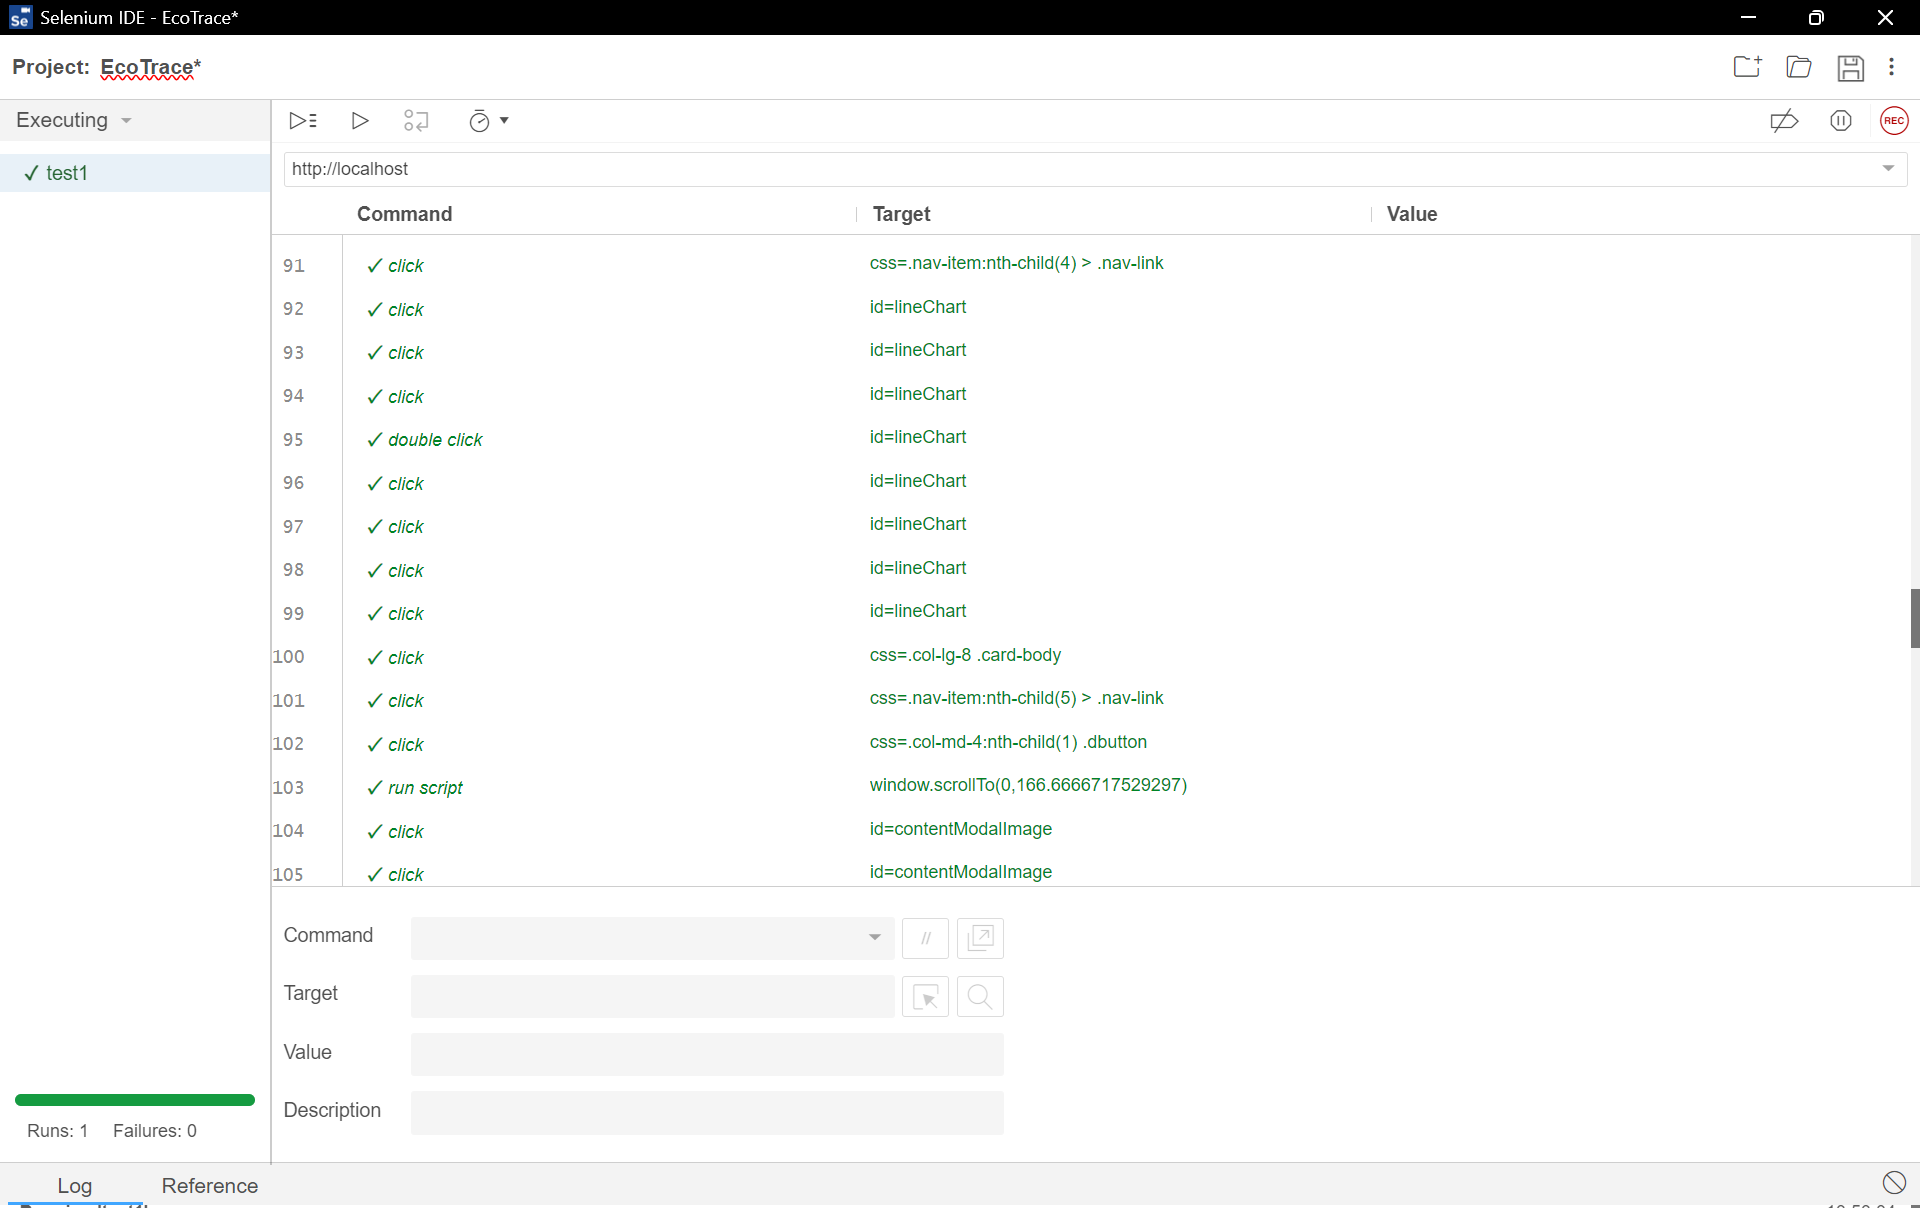 Se Selenium IDE - EcoTrace*
Project: EcoTrace*
Executing
REC
✓ test1
http://localhost
Command Target Value
91 ✓ click css=.nav-item:nth-child(4) > .nav-link
92 ✓ click id=lineChart
93 ✓ click id=lineChart
94 ✓ click id=lineChart
95 ✓ double click id=lineChart
96 ✓ click id=lineChart
97 ✓ click id=lineChart
98 ✓ click id=lineChart
99 ✓ click id=lineChart
100 ✓ click css=.col-lg-8 .card-body
101 ✓ click css=.nav-item:nth-child(5) > .nav-link
102 ✓ click css=.col-md-4:nth-child(1) .dbutton
103 ✓ run script window.scrollTo(0,166.6666717529297)
104 ✓ click id=contentModalImage
105 ✓ click id=contentModalImage
Command //
Target
Value
Description
Runs: 1 Failures: 0
Log Reference